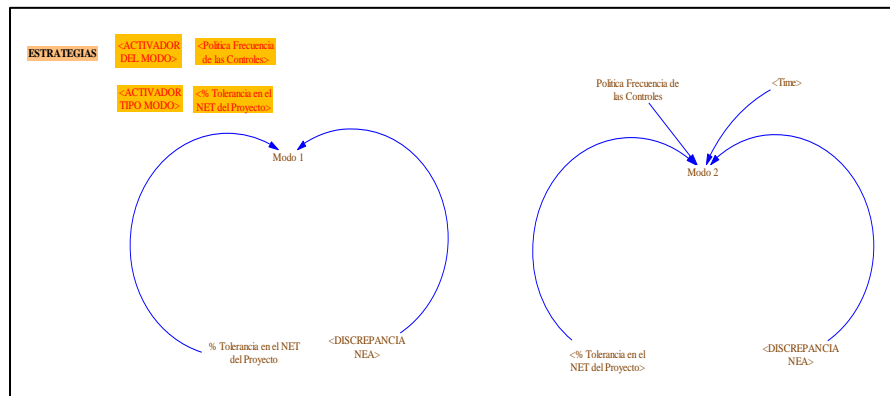 ESTRATEGIAS
<ACTIVADOR
DEL MODO>
<Política Frecuencia
de las Controles>
<ACTIVADOR
TIPO MODO>
<% Tolerancia en el
NET del Proyecto>
Modo 1
% Tolerancia en el NET
del Proyecto
<DISCREPANCIA
NEA>
Política Frecuencia de
las Controles
<Time>
Modo 2
<% Tolerancia en el
NET del Proyecto>
<DISCREPANCIA
NEA>